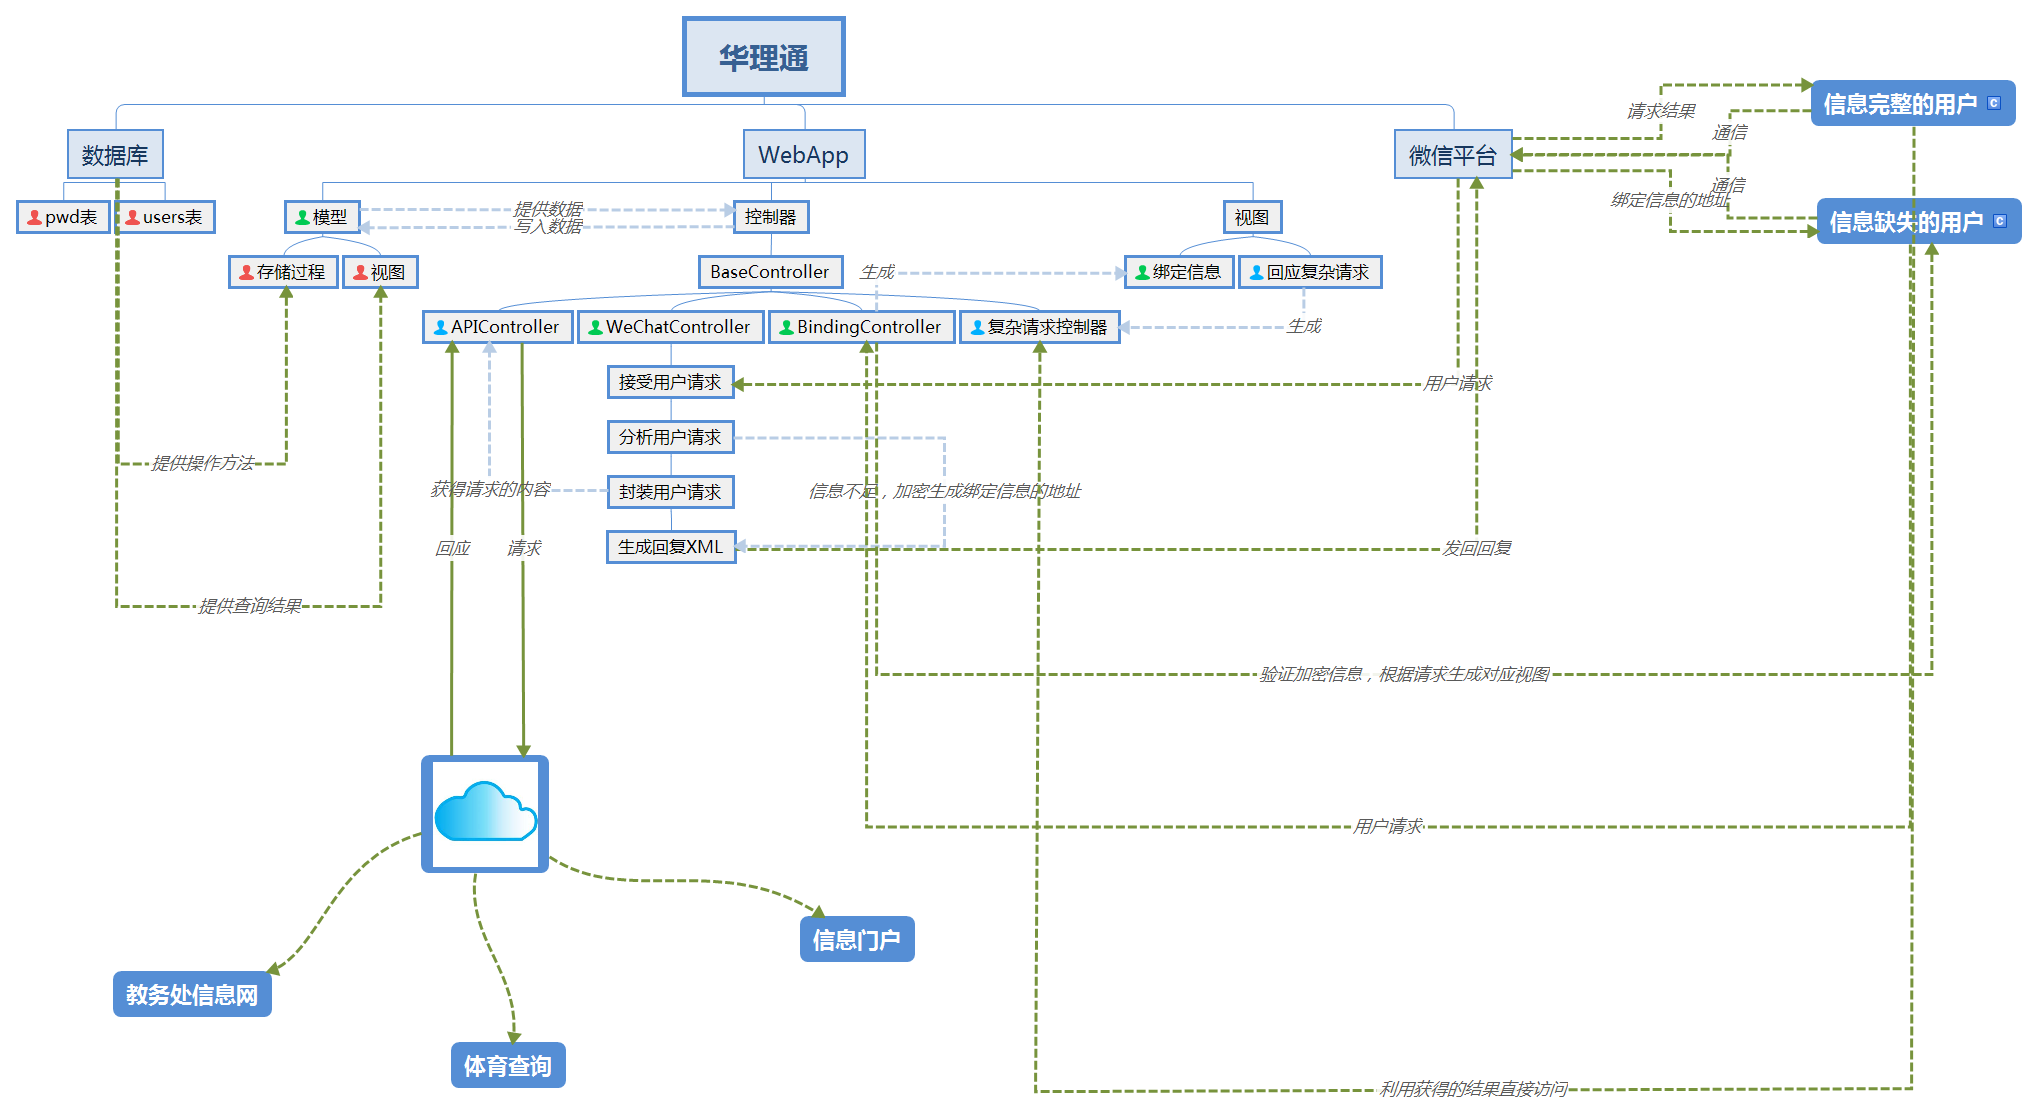 华理通
信息完整的用户
请求结果
通信
数据库
WebApp
微信平台
通信
绑定信息的地址
信息缺失的用户
pwd表
users表
模型
提供数据
写入数据
控制器
视图
存储过程
视图
BaseController
生成
绑定信息
回应复杂请求
APIController
WeChatController
BindingController
复杂请求控制器
生成
接受用户请求
用户请求
分析用户请求
提供操作方法
获得请求的内容
封装用户请求
信息不足，加密生成绑定信息的地址
回应
请求
生成回复XML
发回回复
提供查询结果
验证加密信息，根据请求生成对应视图
用户请求
信息门户
教务处信息网
体育查询
利用获得的结果直接访问